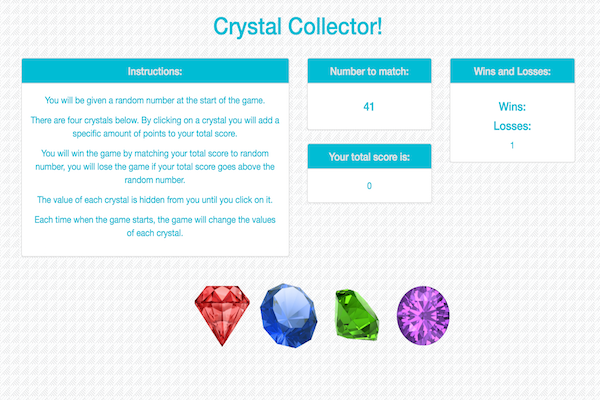 Crystal Collector!
Instructions:
You will be given a random number at the start of the game.
There are four crystals below. By clicking on a crystal you will add a
specific amount of points to your total score.
You will win the game by matching your total score to random
number, you will lose the game if your total score goes above the
random number.
The value of each crystal is hidden from you until you click on it.
Each time when the game starts, the game will change the values
of each crystal.
Number to match:
41
Your total score is:
0
Wins and Losses:
Wins:
Losses:
1